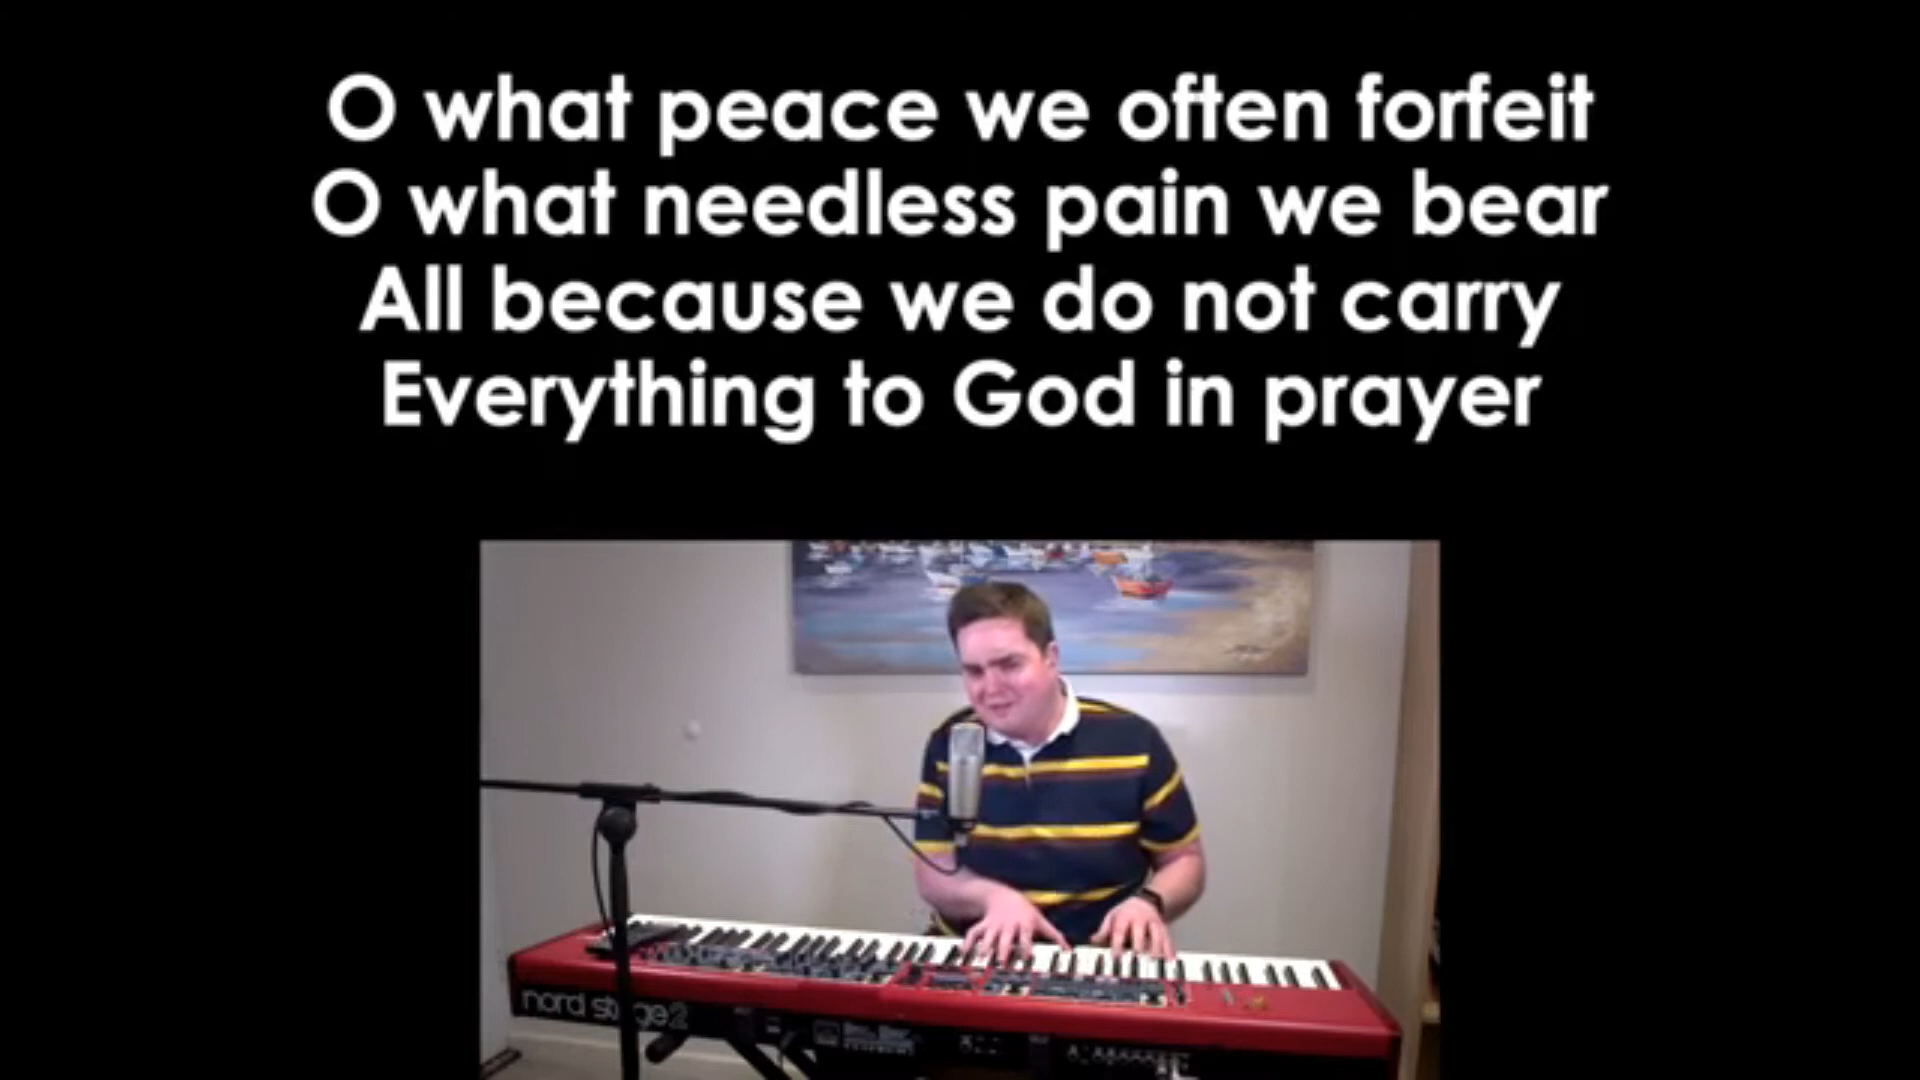 O what peace we often forfeit
O what needless pain we bear
All because we do not carry
Everything to God in prayer
nord stage 2